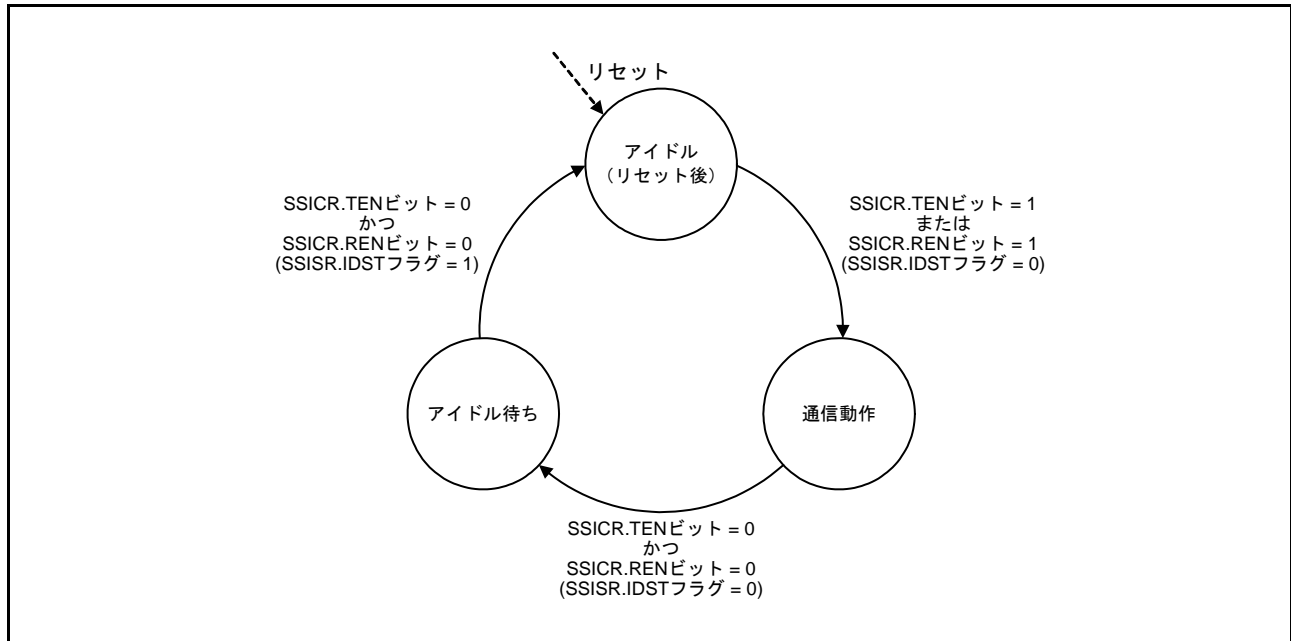 リセット
アイドル
（リセット後）
SSICR.TENビット = 0
かつ
SSICR.RENビット = 0
(SSISR.IDSTフラグ = 1)
SSICR.TENビット = 1
または
SSICR.RENビット = 1
(SSISR.IDSTフラグ = 0)
アイドル待ち
通信動作
SSICR.TENビット = 0
かつ
SSICR.RENビット = 0
(SSISR.IDSTフラグ = 0)